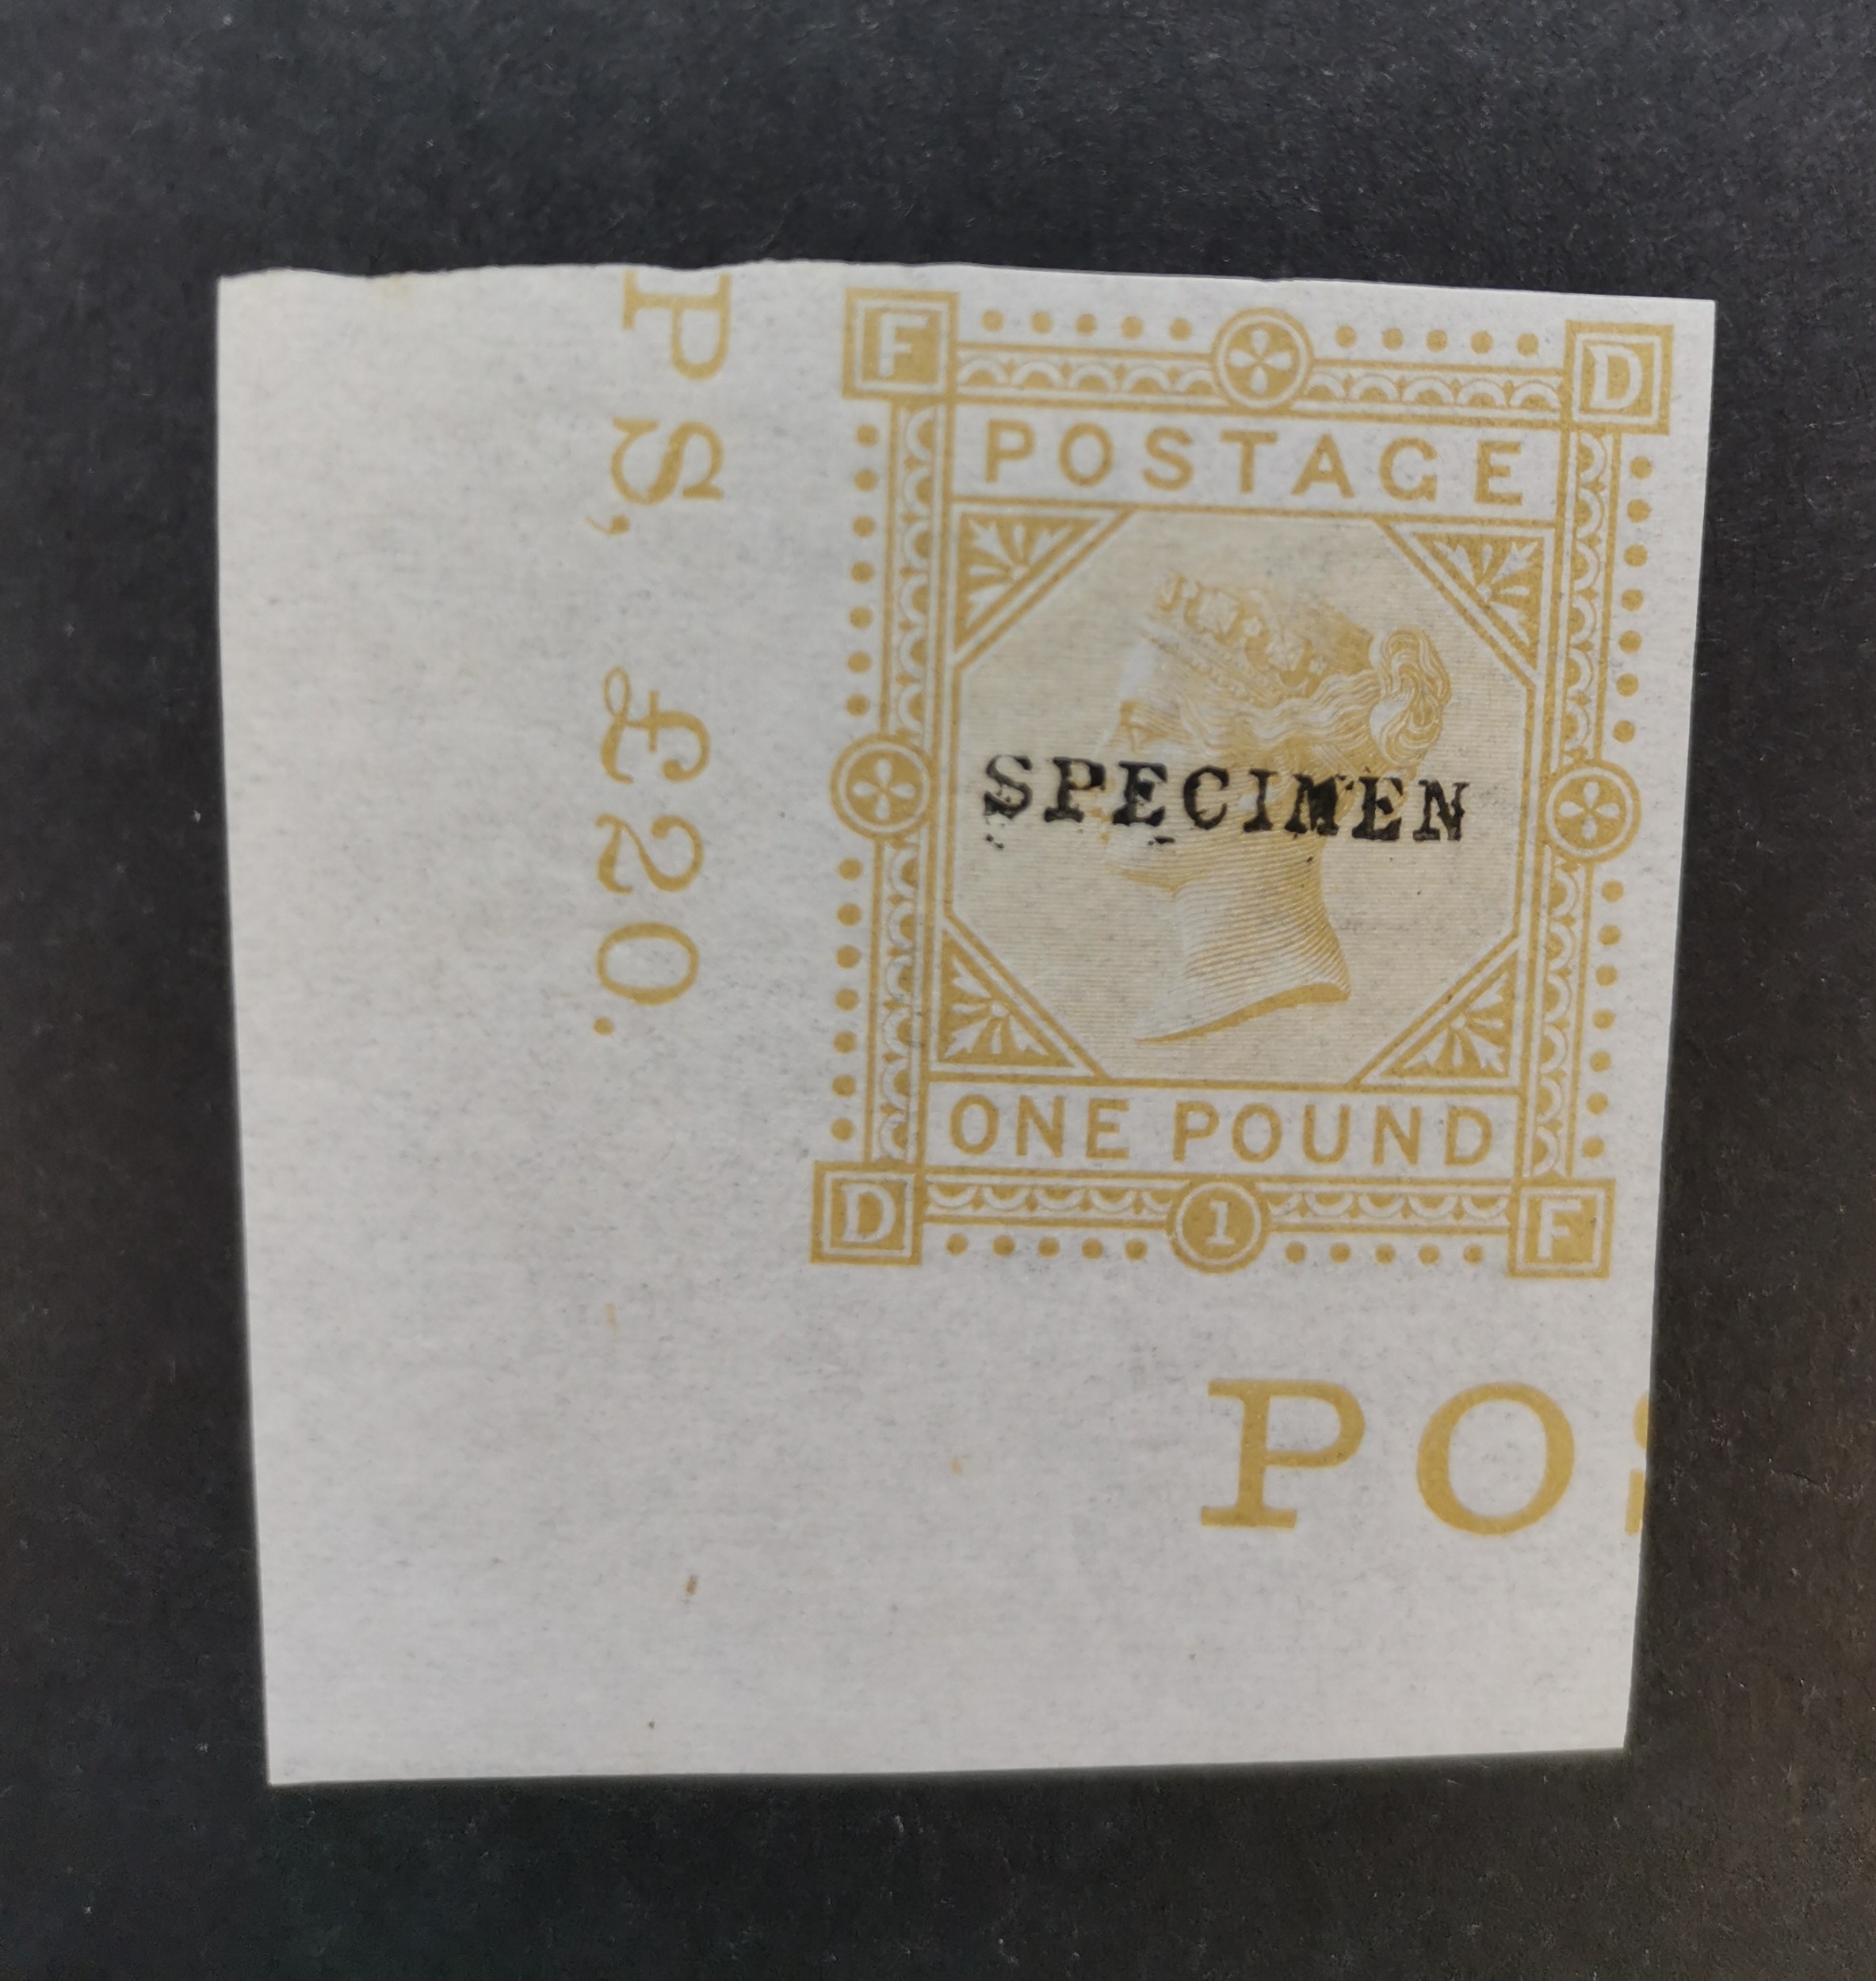 PS, £20.
F D
POSTAGE
SPECIMEN
ONE POUND
D 1 F
PO